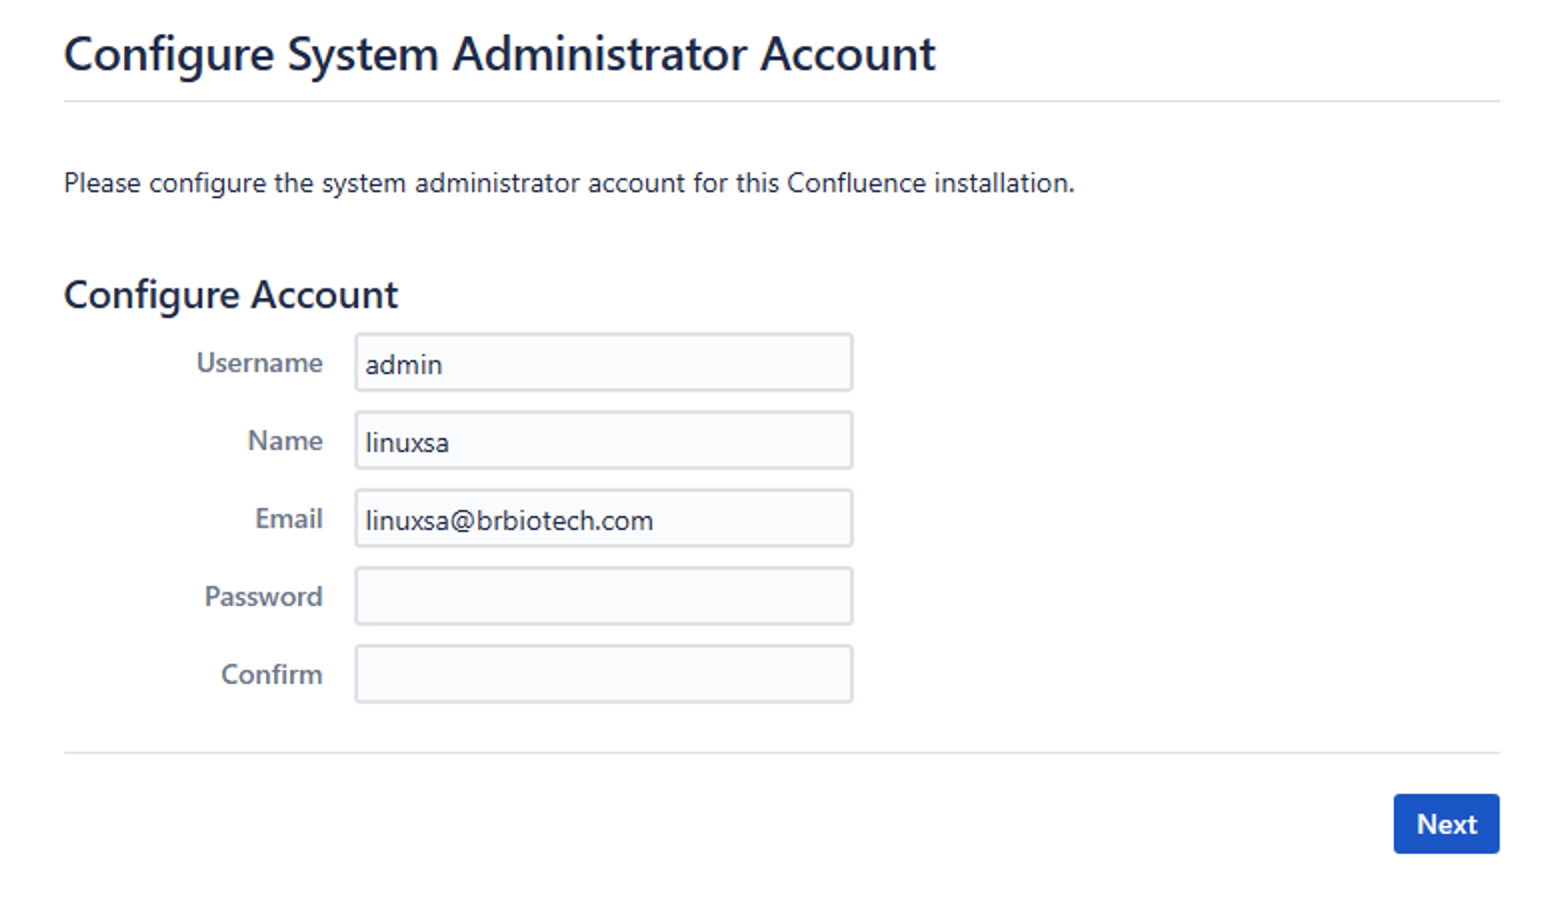 Configure System Administrator Account
Please configure the system administrator account for this Confluence installation.
Configure Account
Username admin
Name linuxsa
Email linuxsa@brbiotech.com
Password
Confirm
Next